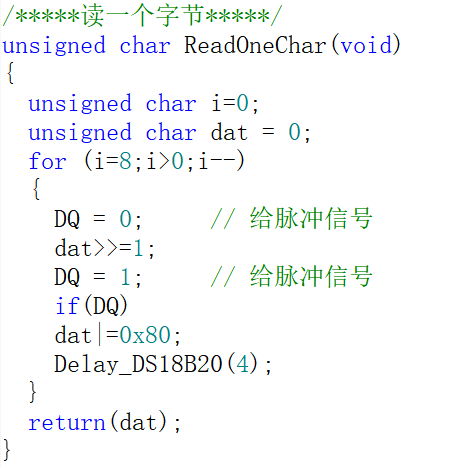 /*****读一个字节*****/
unsigned char ReadOneChar(void)
{
  unsigned char i=0;
  unsigned char dat = 0;
  for (i=8;i>0;i--)
  {
    DQ = 0;     // 给脉冲信号
    dat>>=1;
    DQ = 1;     // 给脉冲信号
    if(DQ)
    dat|=0x80;
    Delay_DS18B20(4);
  }
  return(dat);
}